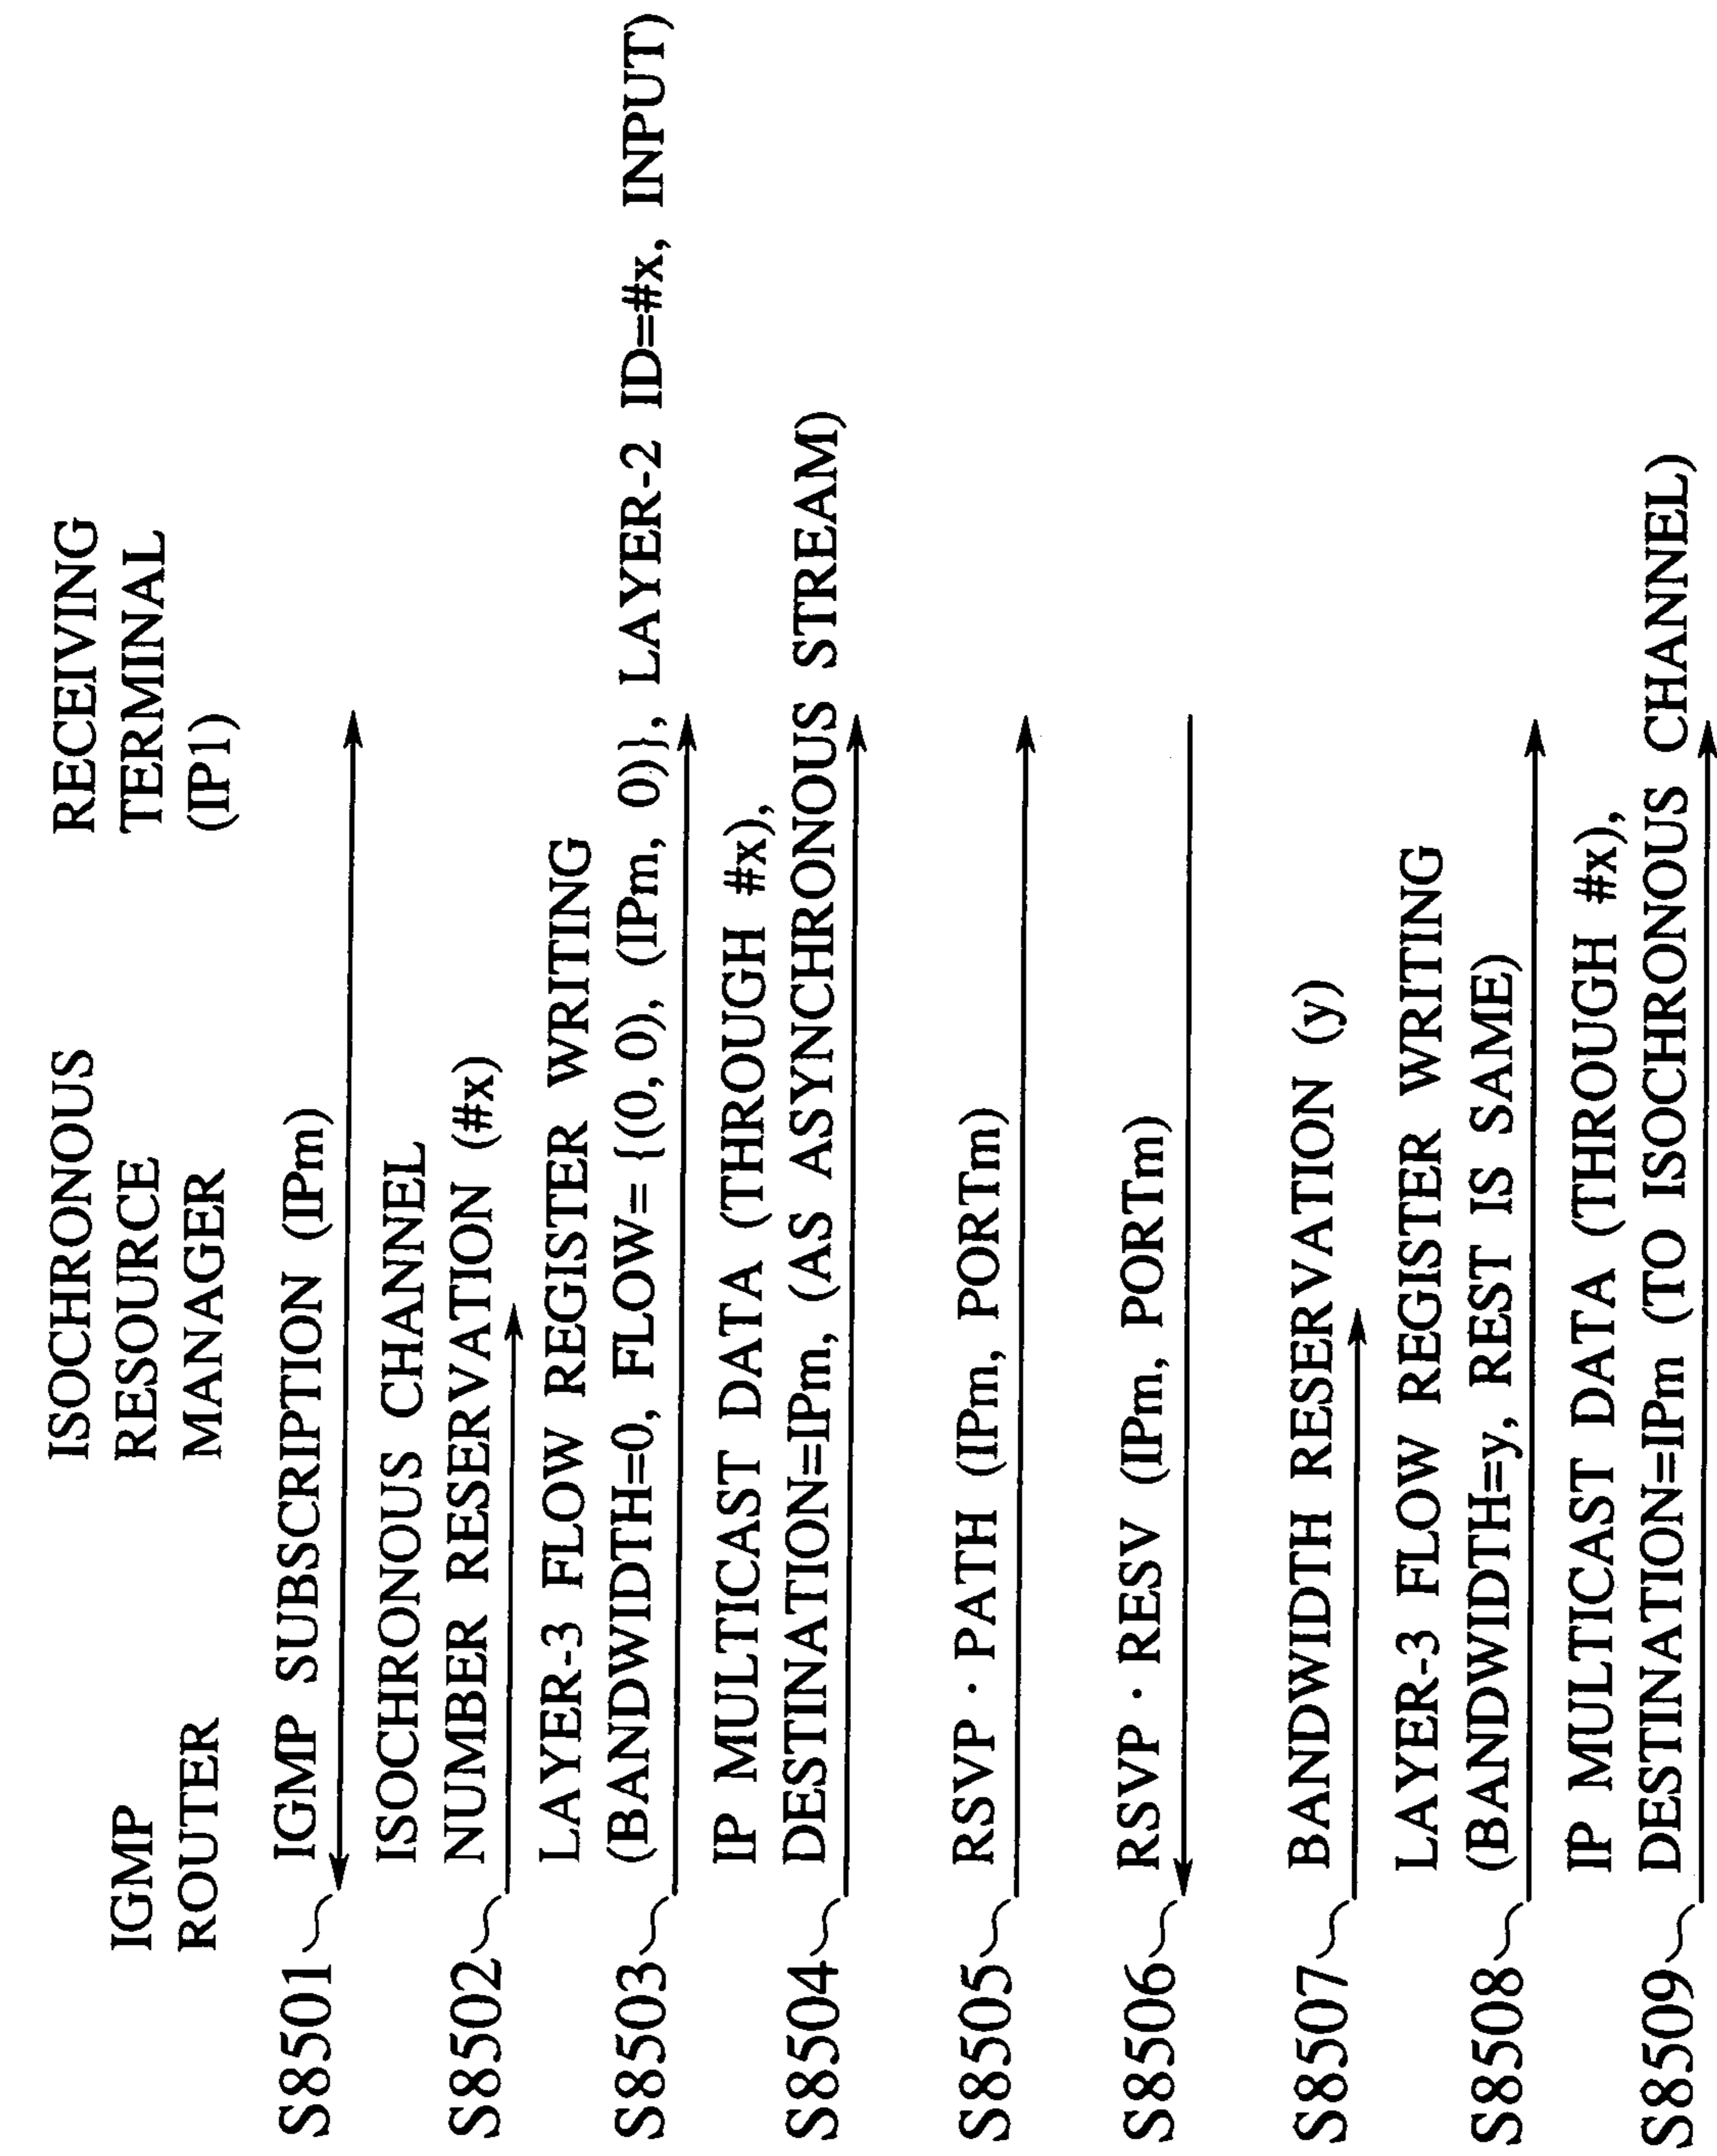 IGMP
ROUTER
ISOCHRONOUS
RESOURCE
MANAGER
RECEIVING
TERMINAL
(IP1)
S8501
IGMP SUBSCRIPTION (IPm)
S8502
ISOCHRONOUS CHANNEL
NUMBER RESERVATION (#x)
S8503
LAYER-3 FLOW REGISTER WRITING
(BANDWIDTH=0, FLOW= {(0, 0), (IPm, 0)}, LAYER-2 ID=#x, INPUT)
S8504
IP MULTICAST DATA (THROUGH #x),
DESTINATION=IPm, (AS ASYNCHRONOUS STREAM)
S8505
RSVP · PATH (IPm, PORTm)
S8506
RSVP · RESV (IPm, PORTm)
S8507
BANDWIDTH RESERVATION (y)
S8508
LAYER-3 FLOW REGISTER WRITING
(BANDWIDTH=y, REST IS SAME)
S8509
IP MULTICAST DATA (THROUGH #x),
DESTINATION=IPm (TO ISOCHRONOUS CHANNEL)